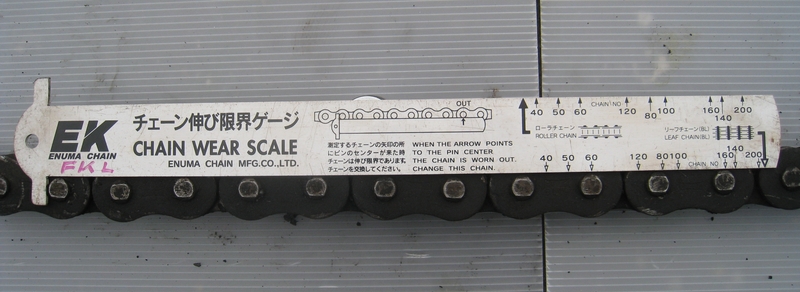 EK
ENUMA CHAIN
FKL
チェーン伸び限界ゲージ
CHAIN WEAR SCALE
ENUMA CHAIN MFG.CO.,LTD.
OUT
測定するチェーンの矢印の所
にピンのセンターが来た時
チェーンは伸び限界であります。
チェーンを交換してください。
WHEN THE ARROW POINTS
TO THE PIN CENTER
THE CHAIN IS WORN OUT.
CHANGE THIS CHAIN.
40 50 60 CHAIN NO 120 80 100 160 140 200
ローラチェーン
ROLLER CHAIN
リーフチェーン(BL)
LEAF CHAIN(BL)
40 50 60 120 80 100 CHAIN NO 160 140 200